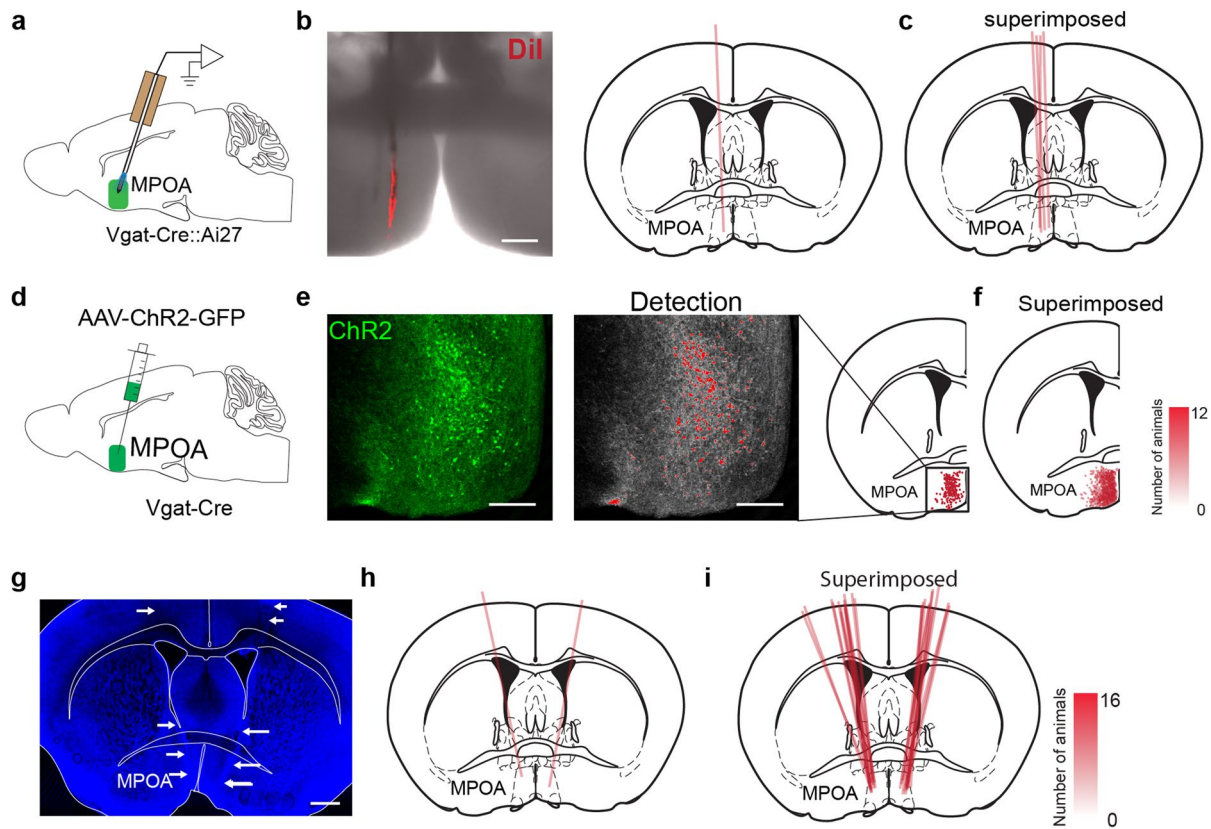 a
MPOA
Vgat-Cre::Ai27
b
DiI
MPOA
c
superimposed
MPOA
d
AAV-ChR2-GFP
MPOA
Vgat-Cre
e
ChR2
Detection
MPOA
f
Superimposed
MPOA
Number of animals
12
0
g
MPOA
h
MPOA
i
Superimposed
MPOA
Number of animals
16
0